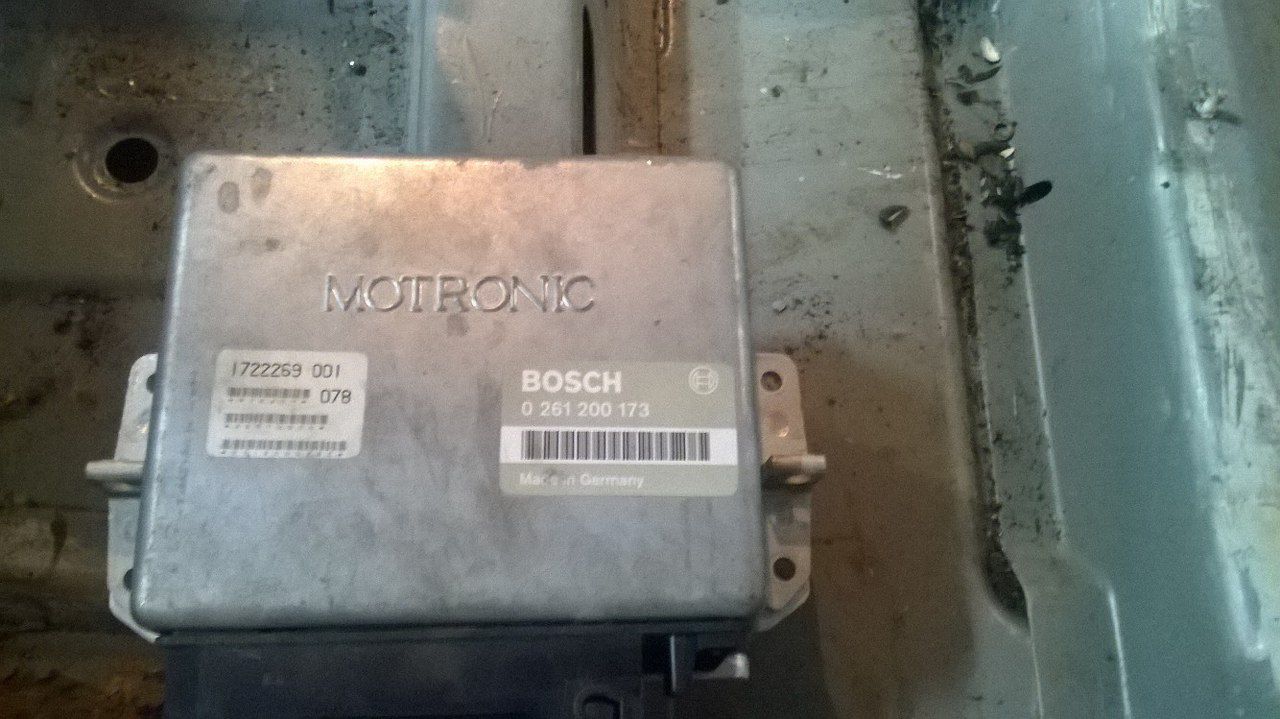 MOTRONIC
1722269 001
078
BOSCH
0 261 200 173
Made in Germany